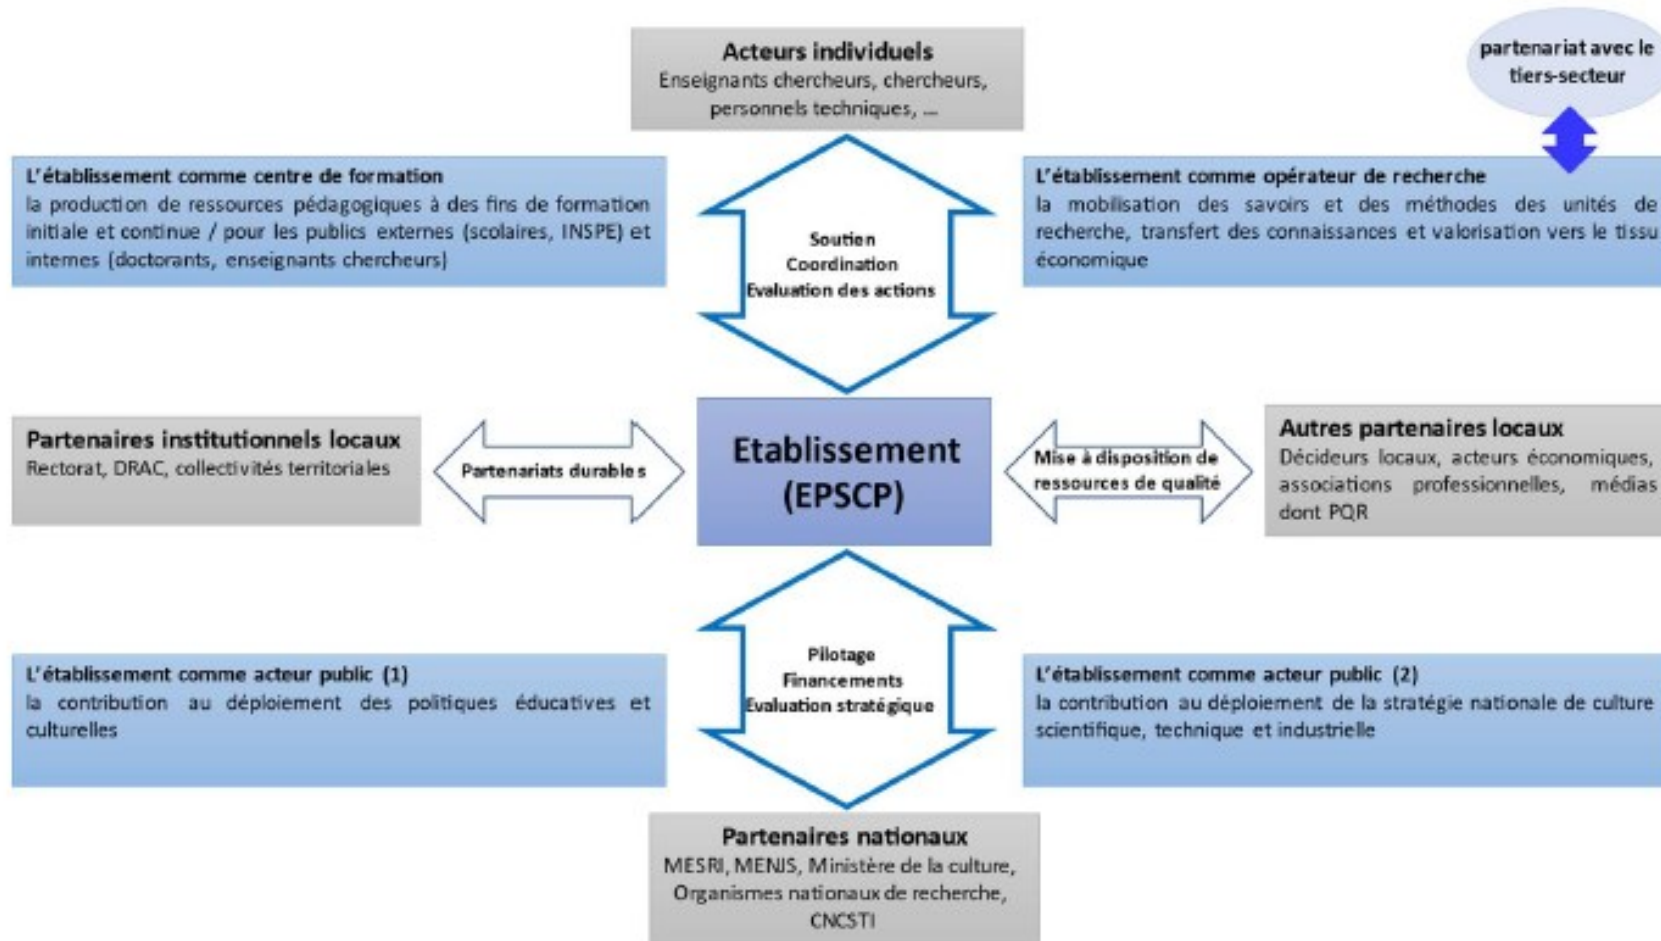 Acteurs individuels
Enseignants chercheurs, chercheurs,
personnels techniques, ...
partenariat avec le
tiers-secteur
L'établissement comme centre de formation
la production de ressources pédagogiques à des fins de formation
initiale et continue / pour les publics externes (scolaires, INSPE) et
internes (doctorants, enseignants chercheurs)
Soutien
Coordination
Evaluation des actions
L'établissement comme opérateur de recherche
la mobilisation des savoirs et des méthodes des unités de
recherche, transfert des connaissances et valorisation vers le tissu
économique
Partenaires institutionnels locaux
Rectorat, DRAC, collectivités territoriales
Partenariats durables
Etablissement
(EPSCP)
Mise à disposition de
ressources de qualité
Autres partenaires locaux
Décideurs locaux, acteurs économiques,
associations professionnelles, médias
dont PQR
L'établissement comme acteur public (1)
la contribution au déploiement des politiques éducatives et
culturelles
Pilotage
Financements
Evaluation stratégique
L'établissement comme acteur public (2)
la contribution au déploiement de la stratégie nationale de culture
scientifique, technique et industrielle
Partenaires nationaux
MESRI, MENJS, Ministère de la culture,
Organismes nationaux de recherche,
CNCSTI